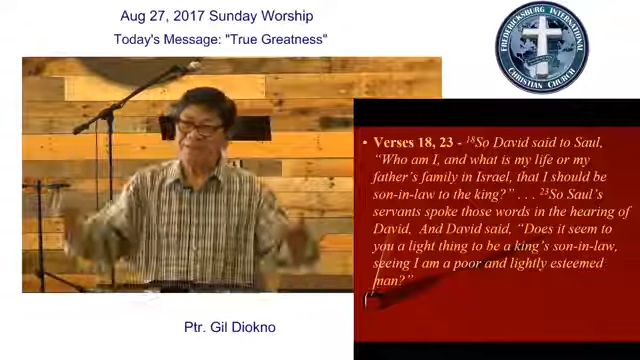 Aug 27, 2017 Sunday Worship
Today's Message: "True Greatness"
FREDERICKSBURG INTERNATIONAL
CHRISTIAN CHURCH
• Verses 18, 23 - 18So David said to Saul,
"Who am I, and what is my life or my
father's family in Israel, that I should be
son-in-law to the king?" . . . 23So Saul's
servants spoke those words in the hearing of
David, And David said, "Does it seem to
you a light thing to be a king's son-in-law,
seeing I am a poor and lightly esteemed
man?"
Ptr. Gil Diokno